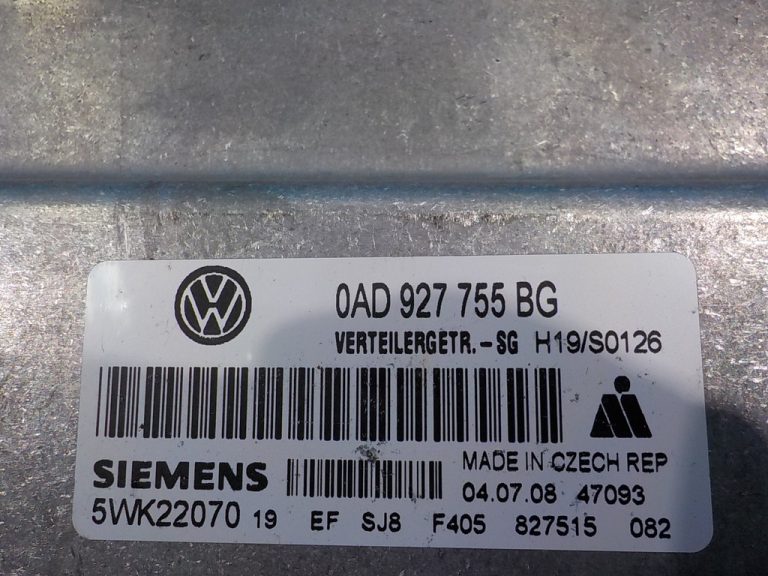 0AD 927 755 BG
VERTEILERGETR.-SG H19/S0126
SIEMENS
MADE IN CZECH REP
04.07.08 47093
5WK22070 19 EF SJ8 F405 827515 082